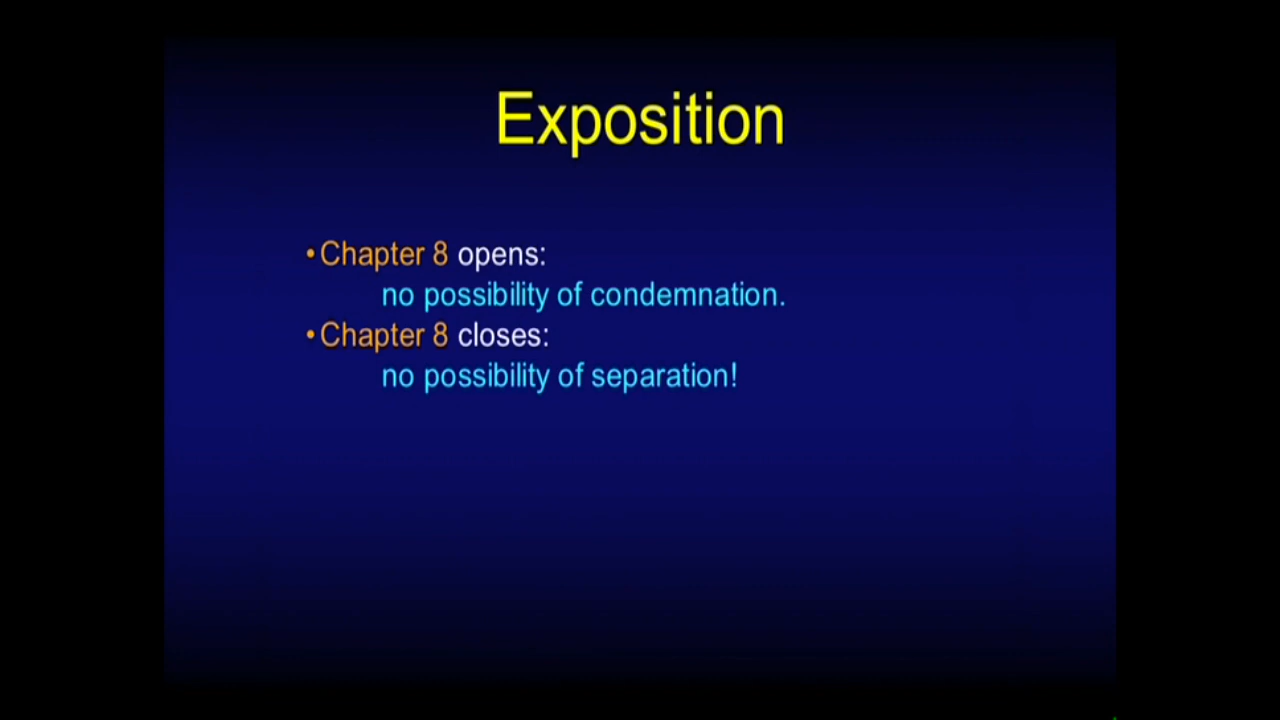 Exposition
•Chapter 8 opens:
no possibility of condemnation.
•Chapter 8 closes:
no possibility of separation!